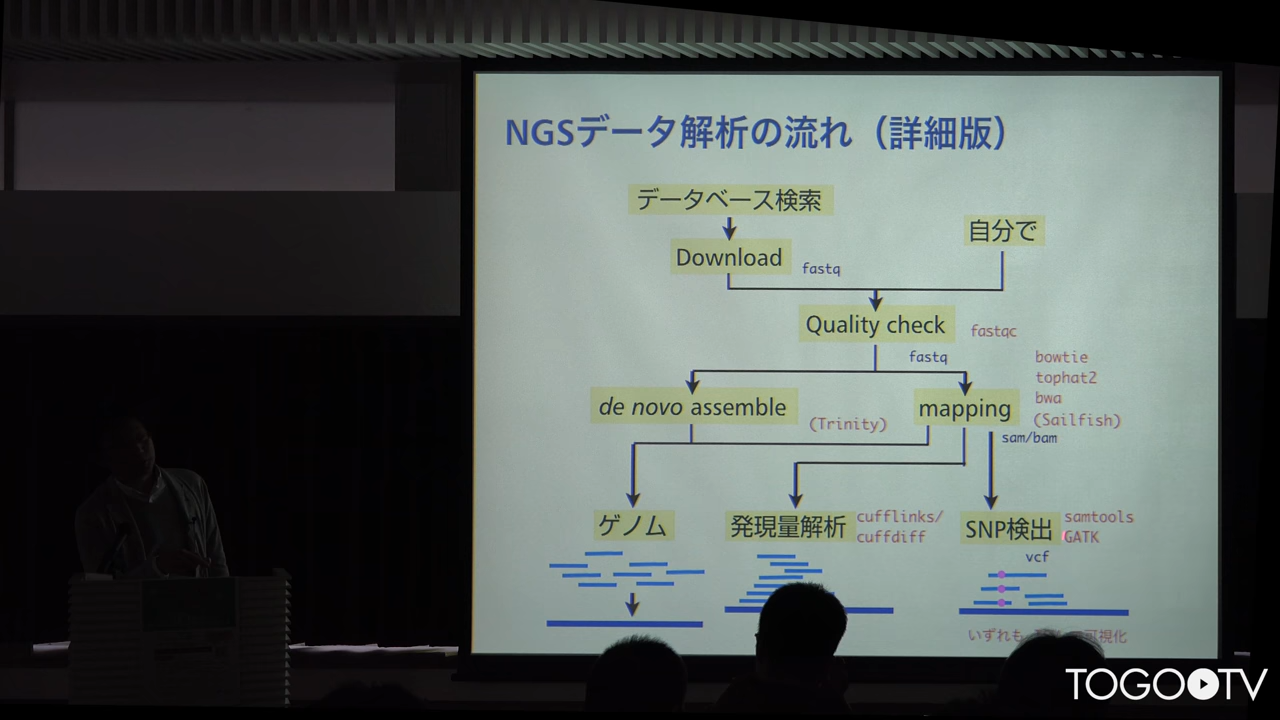 NGSデータ解析の流れ（詳細版）
データベース検索
自分で
Download
fastq
Quality check
fastqc
fastq
bowtie
tophat2
bwa
(Sailfish)
de novo assemble
(Trinity)
mapping
sam/bam
ゲノム
発現量解析
cufflinks/
cuffdiff
SNP検出
samtools
GATK
vcf
いずれも 可視化
TOGO TV